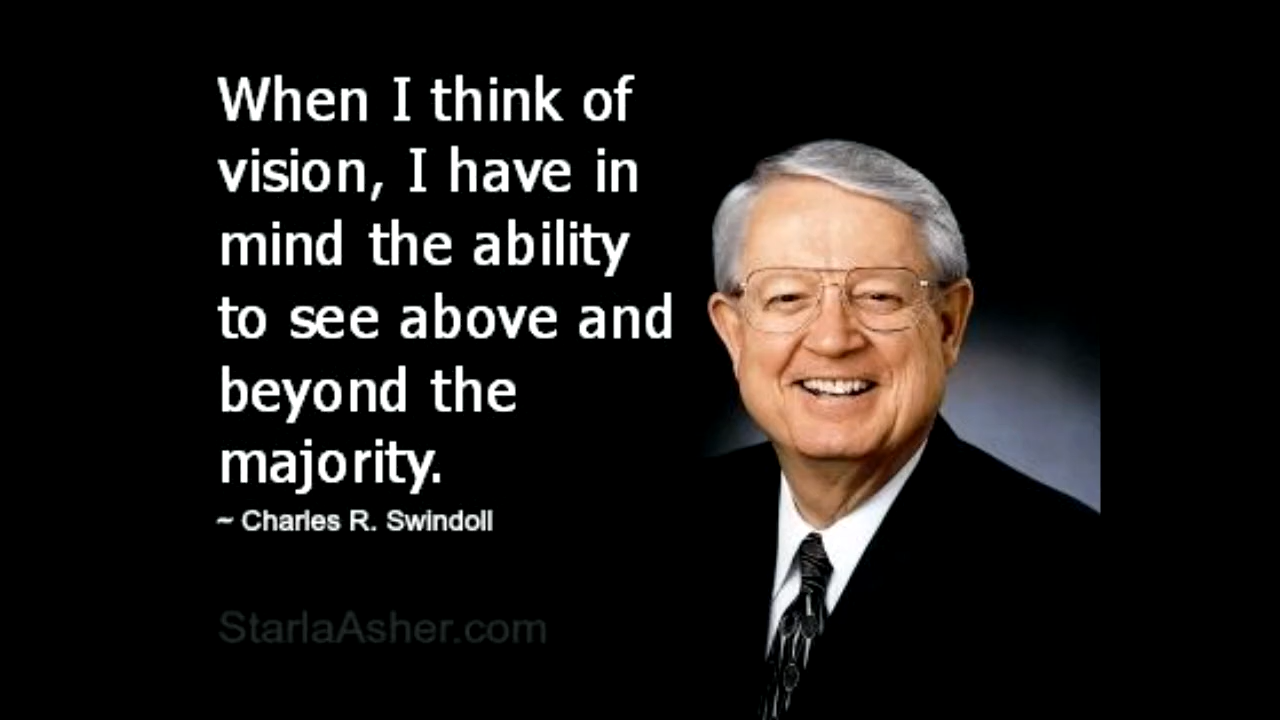 When I think of
vision, I have in
mind the ability
to see above and
beyond the
majority.
~ Charles R. Swindoll
StarlaAsher.com